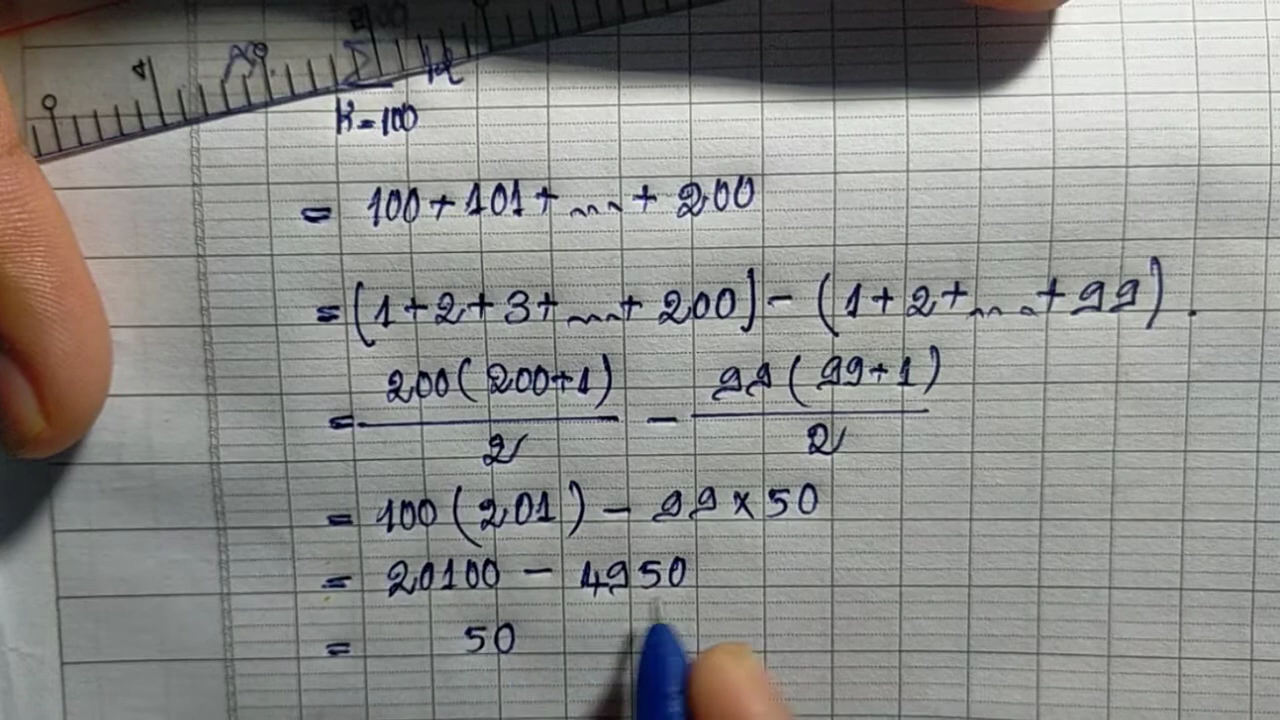 200
Σ K
K=100
= 100+101+....+ 200
=(1+2+3+....+ 200)-(1+2+....+99).
= 200(200+1)/2 - 99(99+1)/2
= 100(201)- 99×50
= 20100 - 4950
= 50